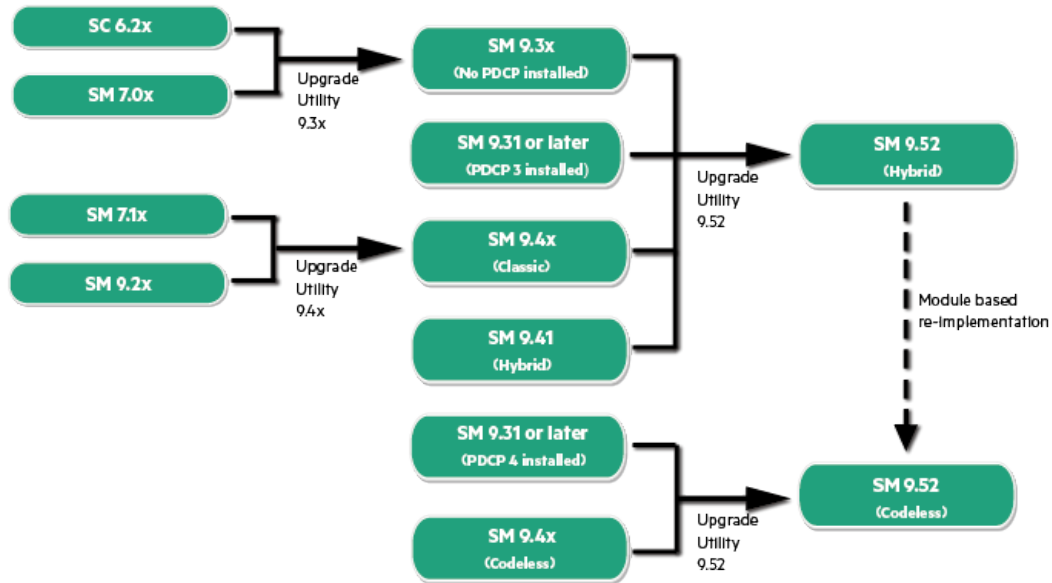 SC 6.2x
SM 7.0x
Upgrade
Utility
9.3x
SM 7.1x
SM 9.2x
Upgrade
Utility
9.4x
SM 9.3x
(No PDCP installed)
SM 9.31 or later
(PDCP 3 installed)
SM 9.4x
(Classic)
SM 9.41
(Hybrid)
Upgrade
Utility
9.52
SM 9.52
(Hybrid)
Module based
re-implementation
SM 9.31 or later
(PDCP 4 installed)
SM 9.4x
(Codeless)
Upgrade
Utility
9.52
SM 9.52
(Codeless)